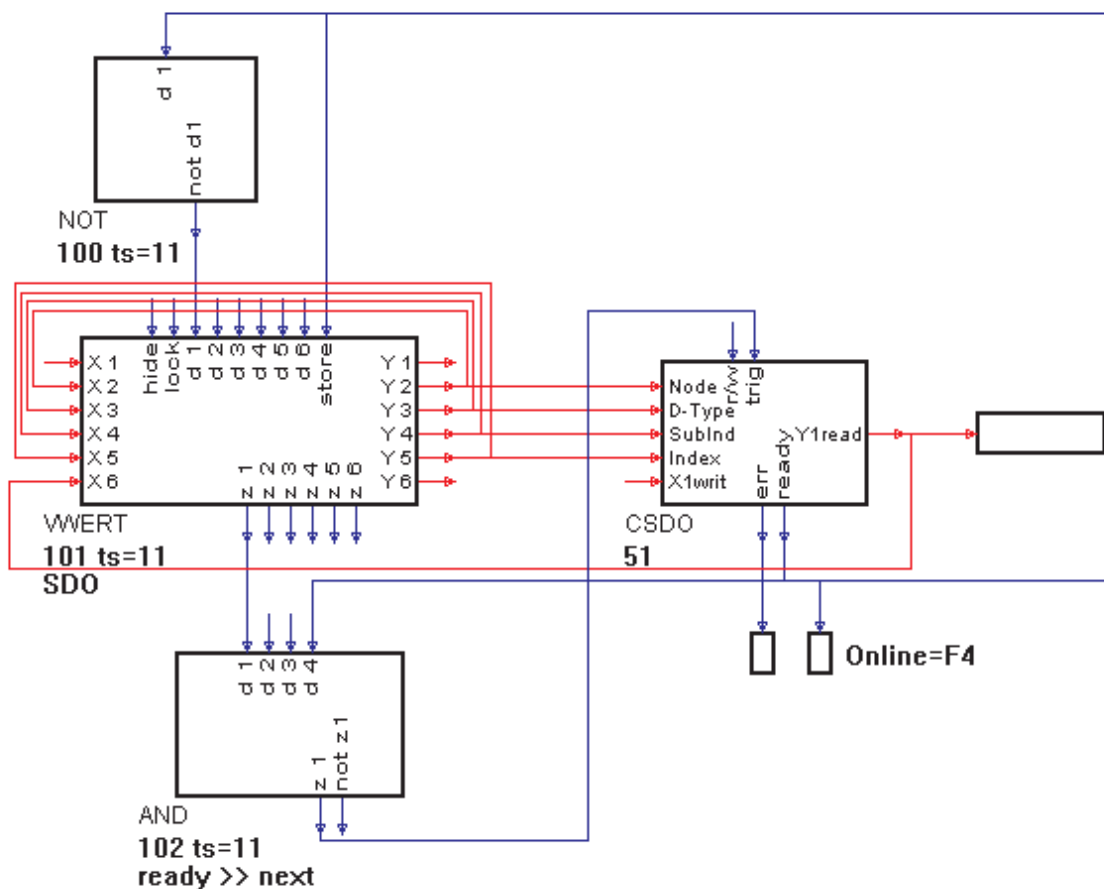 d 1
not d1
NOT
100 ts=11
hide
lock
d 1
d 2
d 3
d 4
d 5
d 6
store
X 1
X 2
X 3
X 4
X 5
X 6
Y 1
Y 2
Y 3
Y 4
Y 5
Y 6
z 1
z 2
z 3
z 4
z 5
z 6
VWERT
101 ts=11
SDO
r/w
trig
Node
D-Type
SubInd
Index
X1writ
Y1read
err
ready
CSDO
51
Online=F4
d 1
d 2
d 3
d 4
z 1
not z 1
AND
102 ts=11
ready >> next